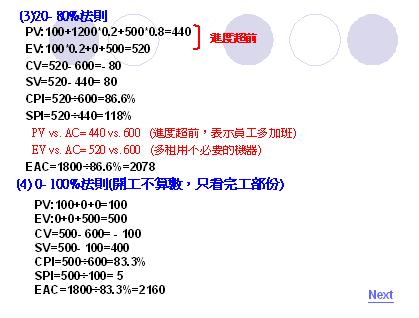 (3)20- 80%法則
PV:100+1200*0.2+500*0.8=440
EV:100*0.2+0+500=520
進度超前
CV=520- 600=- 80
SV=520- 440= 80
CPI=520÷600=86.6%
SPI=520÷440=118%
PV vs. AC= 440 vs. 600 (進度超前，表示員工多加班)
EV vs. AC= 520 vs. 600 (多租用不必要的機器)
EAC=1800÷86.6%=2078
(4) 0- 100%法則(開工不算數，只看完工部份)
PV: 100+0+0=100
EV:0+0+500=500
CV=500- 600= - 100
SV=500- 100=400
CPI=500÷600=83.3%
SPI=500÷100= 5
EAC=1800÷83.3%=2160
Next